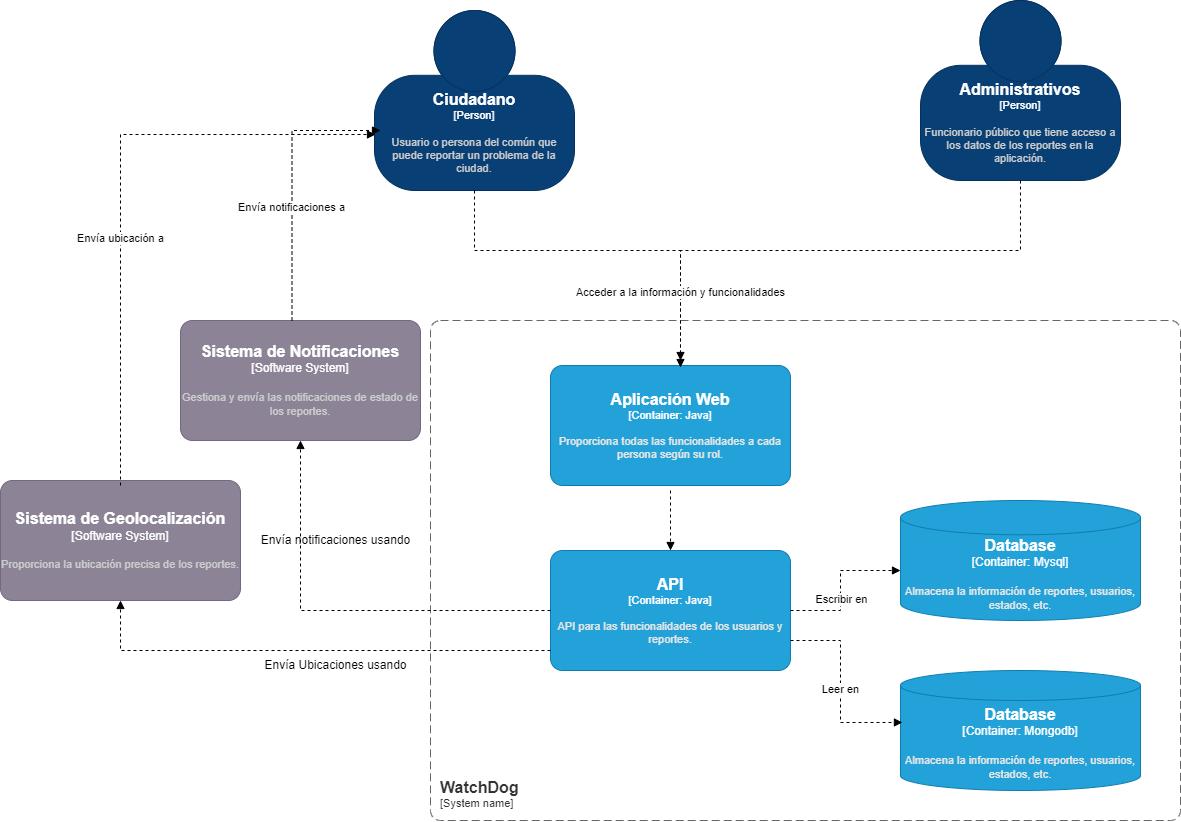 Ciudadano
[Person]
Usuario o persona del común que
puede reportar un problema de la
ciudad.
Administrativos
[Person]
Funcionario público que tiene acceso a
los datos de los reportes en la
aplicación.
Envía notificaciones a
Envía ubicación a
Acceder a la información y funcionalidades
Sistema de Notificaciones
[Software System]
Gestiona y envía las notificaciones de estado de
los reportes.
Aplicación Web
[Container: Java]
Proporciona todas las funcionalidades a cada
persona según su rol.
Sistema de Geolocalización
[Software System]
Proporciona la ubicación precisa de los reportes.
Envía notificaciones usando
API
[Container: Java]
API para las funcionalidades de los usuarios y
reportes.
Database
[Container: Mysql]
Almacena la información de reportes, usuarios,
estados, etc.
Escribir en
Envía Ubicaciones usando
Leer en
Database
[Container: Mongodb]
Almacena la información de reportes, usuarios,
estados, etc.
WatchDog
[System name]